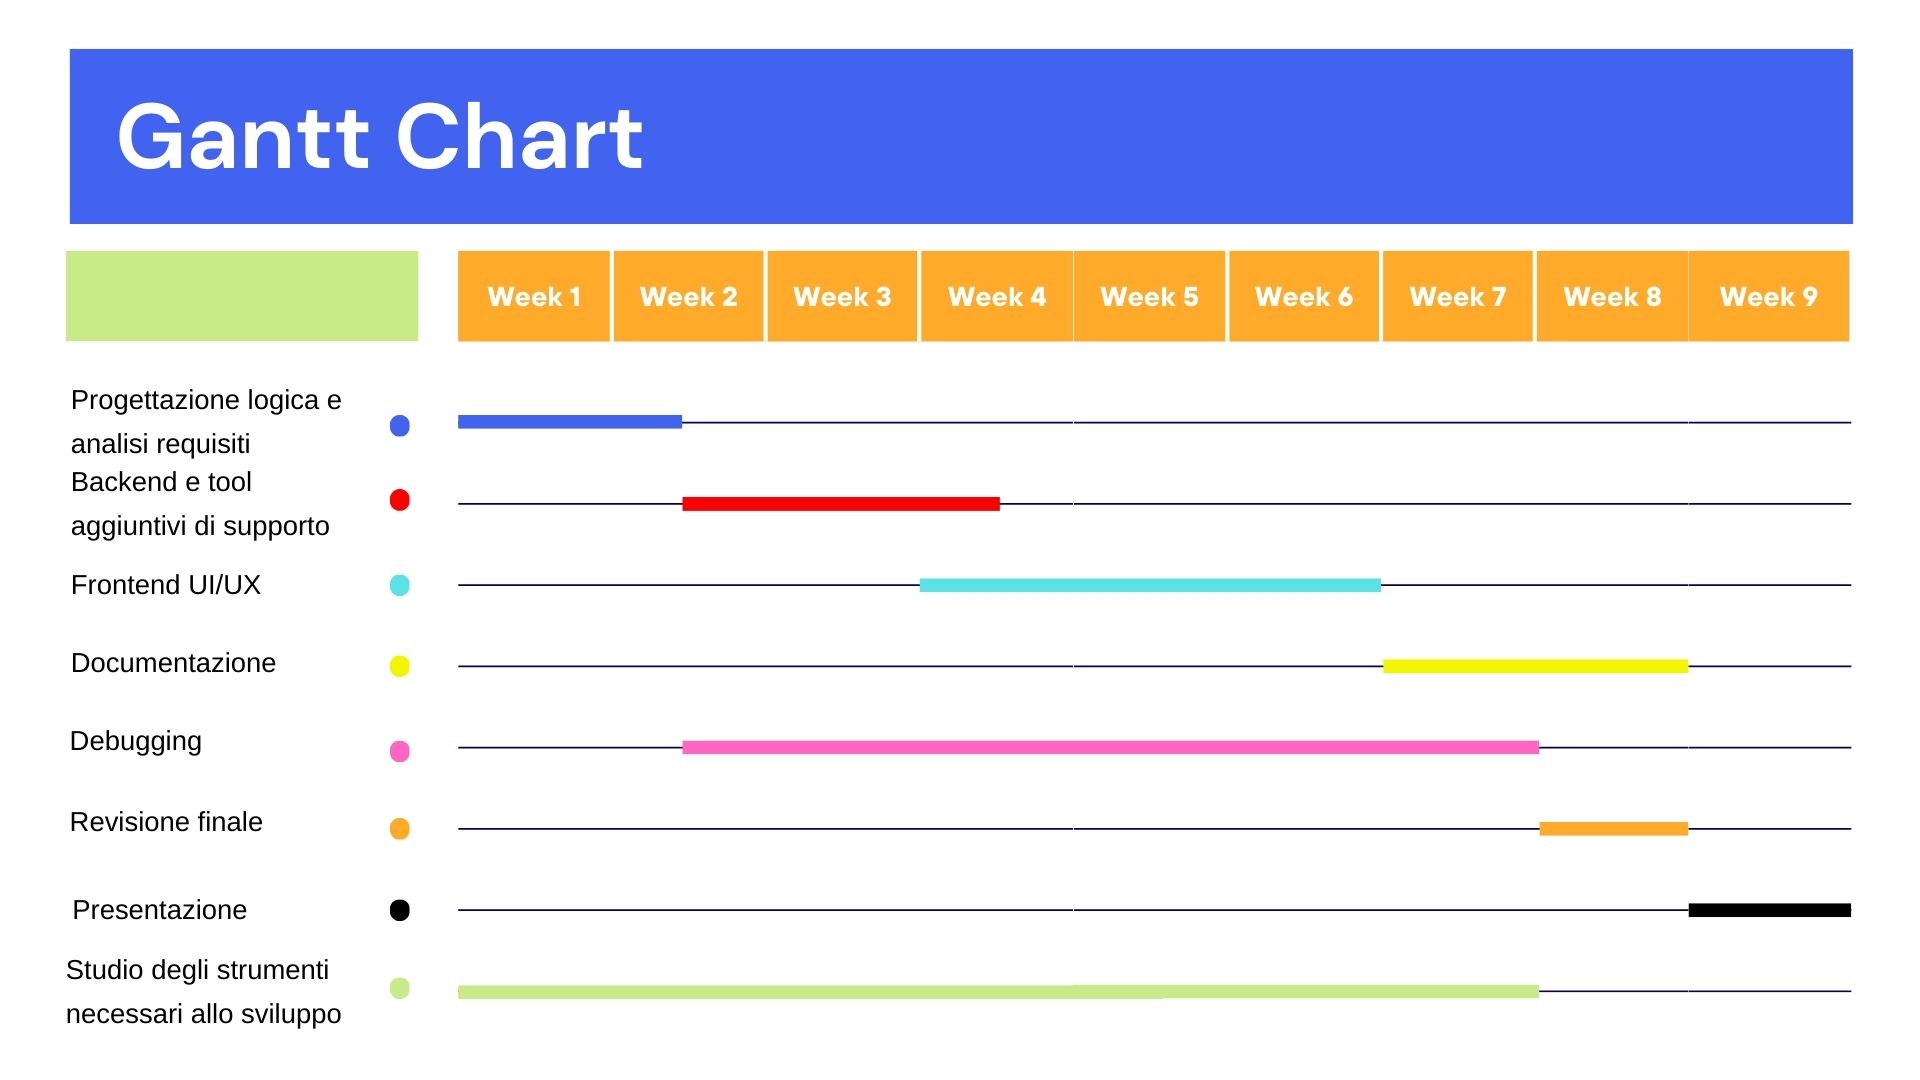 Gantt Chart
Week 1 Week 2 Week 3 Week 4 Week 5 Week 6 Week 7 Week 8 Week 9
Progettazione logica e
analisi requisiti
Backend e tool
aggiuntivi di supporto
Frontend UI/UX
Documentazione
Debugging
Revisione finale
Presentazione
Studio degli strumenti
necessari allo sviluppo